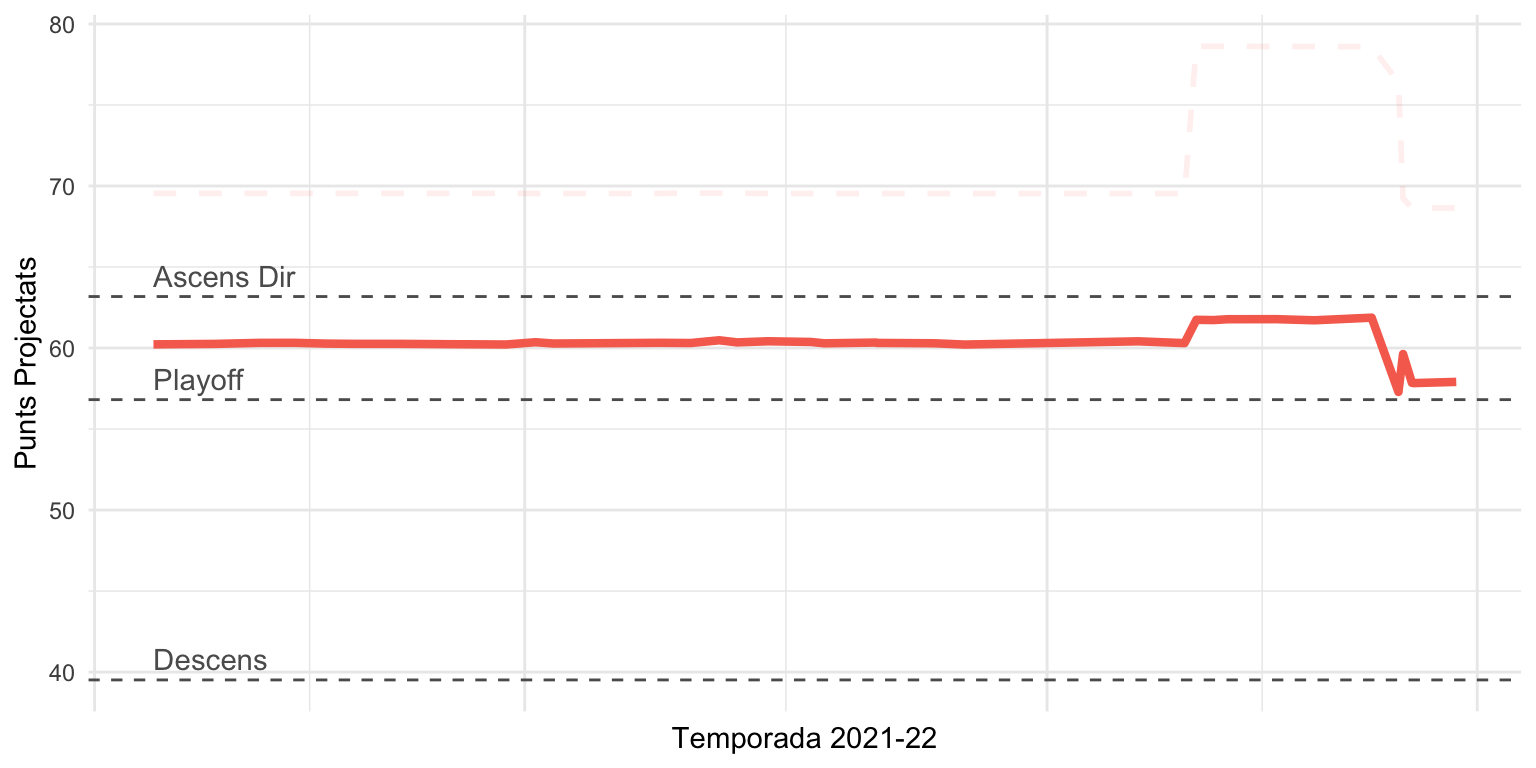 80
70
60
50
40
Punts Projectats
Ascens Dir
Playoff
Descens
Temporada 2021-22